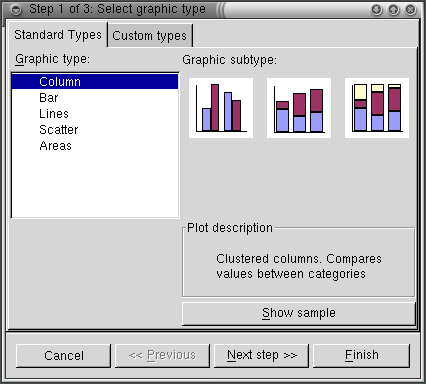 Step 1 of 3: Select graphic type
Standard Types
Custom types
Graphic type:
Column
Bar
Lines
Scatter
Areas
Graphic subtype:
Plot description
Clustered columns. Compares
values between categories
Show sample
Cancel
<< Previous
Next step >>
Finish